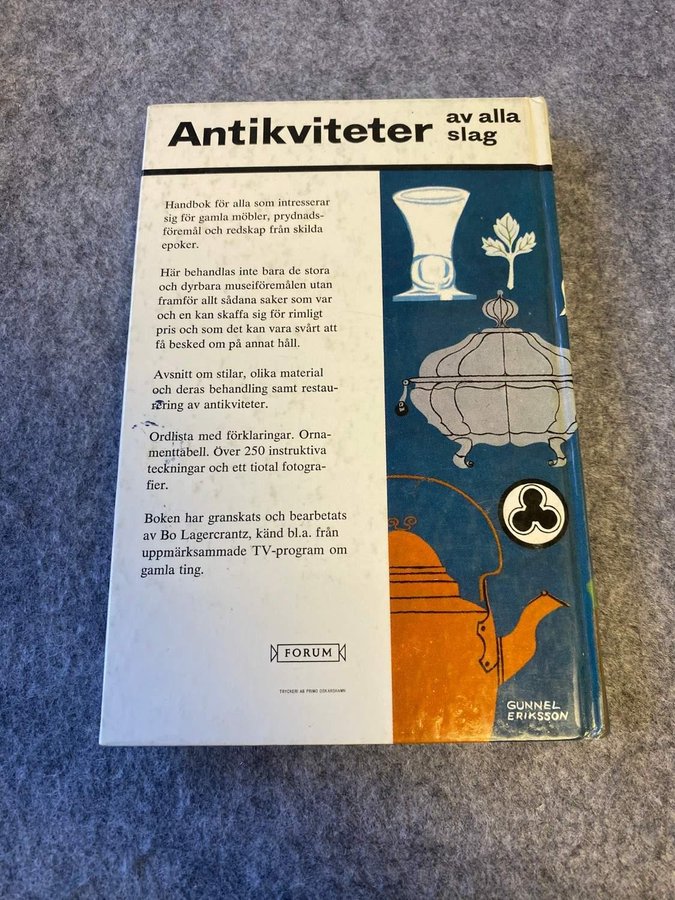 Antikviteter av alla
slag
Handbok för alla som intresserar
sig för gamla möbler, prydnads-
föremål och redskap från skilda
epoker.
Här behandlas inte bara de stora
och dyrbara museiföremålen utan
framför allt sådana saker som var
och en kan skaffa sig för rimligt
pris och som det kan vara svårt att
få besked om på annat håll.
Avsnitt om stilar, olika material
och deras behandling samt restau-
rering av antikviteter.
Ordlista med förklaringar. Orna-
menttabell. Över 250 instruktiva
teckningar och ett tiotal fotogra-
fier.
Boken har granskats och bearbetats
av Bo Lagercrantz, känd bl.a. från
uppmärksammade TV-program om
gamla ting.
FORUM
TRYCKERI AB PRIMO OSKARSHAMN
GUNNEL
ERIKSSON